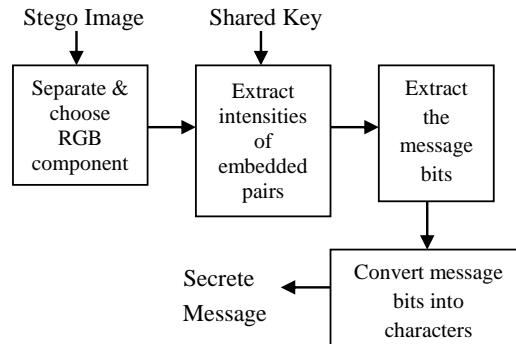 Stego Image
Shared Key
Separate &
choose
RGB
component
Extract
intensities
of
embedded
pairs
Extract
the
message
bits
Convert message
bits into
characters
Secrete
Message